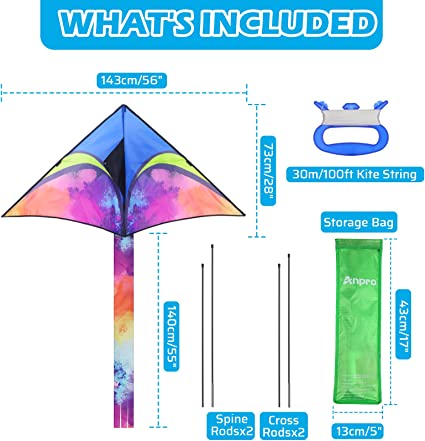 WHAT'S INCLUDED
143cm/56"
73cm/28"
30m/100ft Kite String
Storage Bag
Anpro
43cm/17"
140cm/55"
Spine
Rodsx2
Cross
Rodsx2
13cm/5"